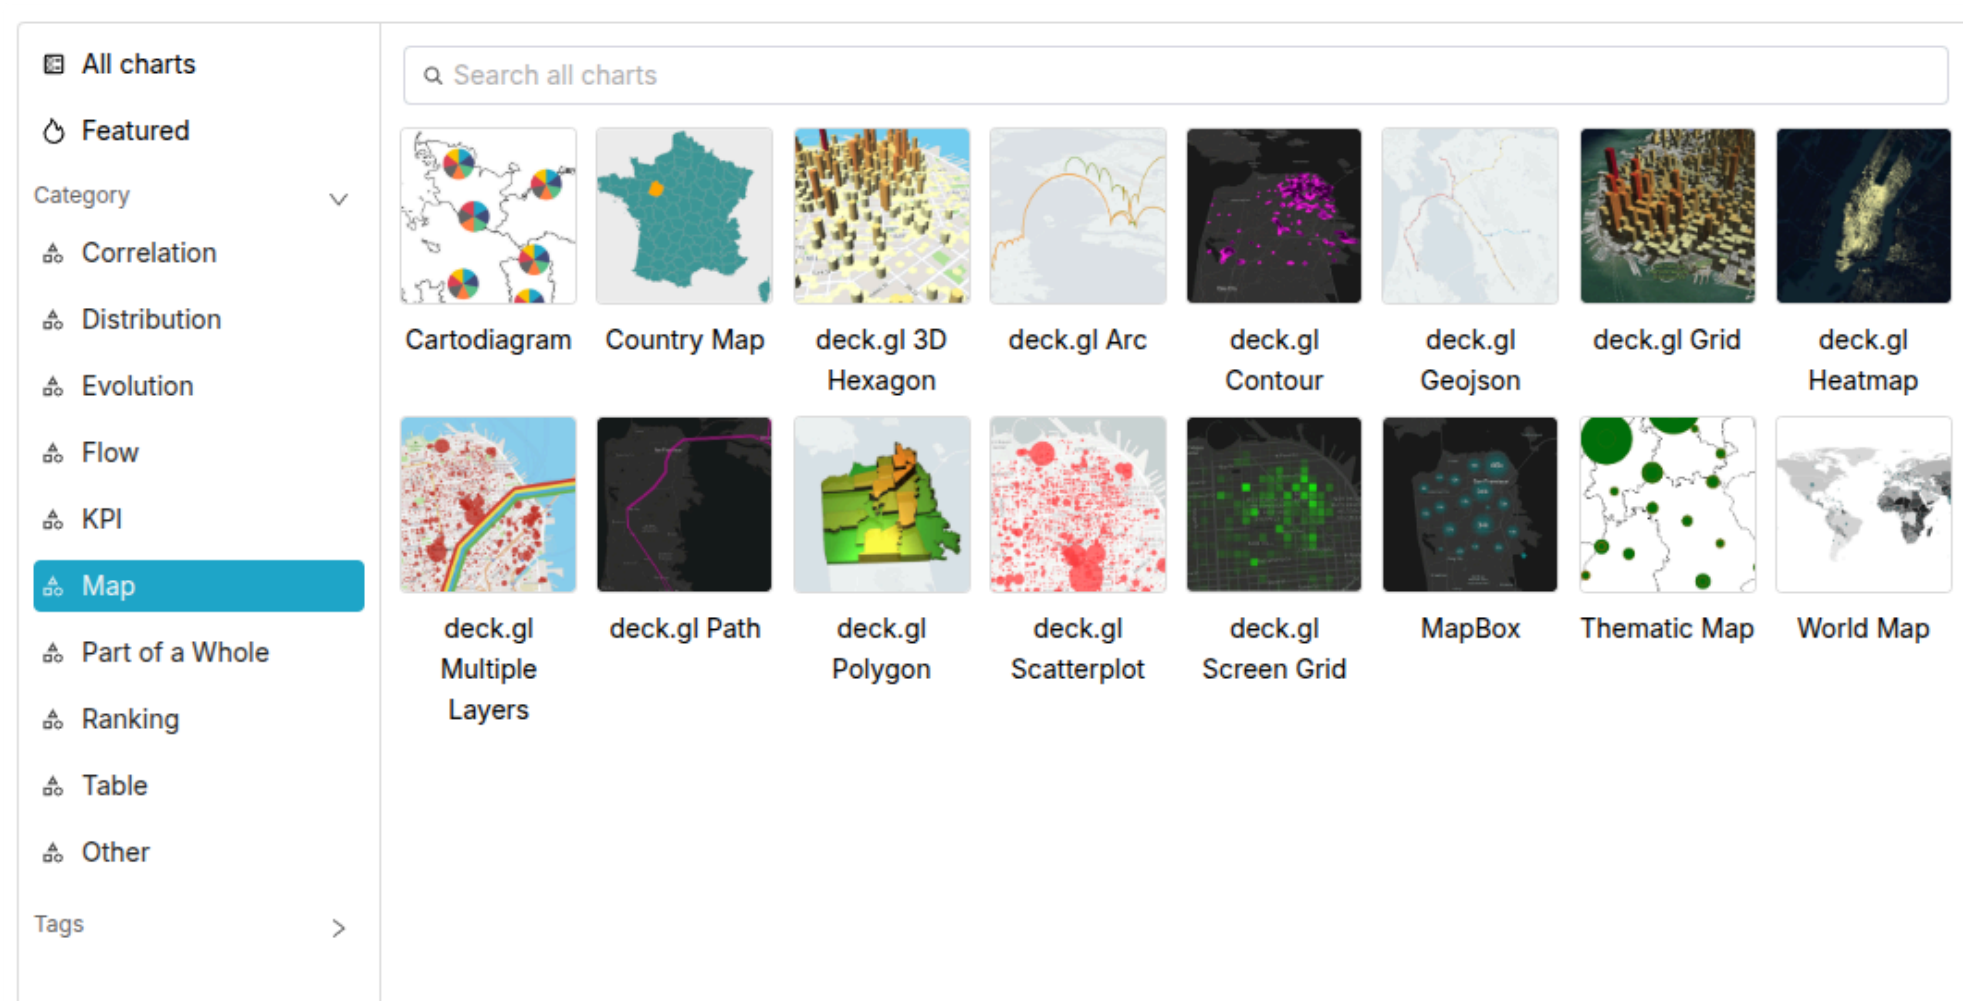 All charts
Featured
Category
Correlation
Distribution
Evolution
Flow
KPI
Map
Part of a Whole
Ranking
Table
Other
Tags
Search all charts
Cartodiagram
Country Map
deck.gl 3D
Hexagon
deck.gl Arc
deck.gl
Contour
deck.gl
Geojson
deck.gl Grid
deck.gl
Heatmap
deck.gl
Multiple
Layers
deck.gl Path
deck.gl
Polygon
deck.gl
Scatterplot
deck.gl
Screen Grid
MapBox
Thematic Map
World Map